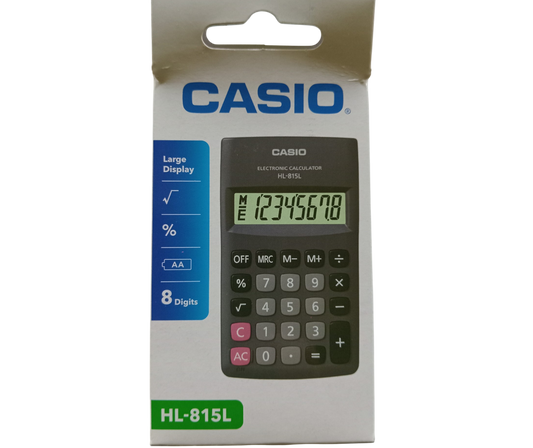 CASIO®
Large
Display
√
%
AA
8 Digits
CASIO
ELECTRONIC CALCULATOR
HL-815L
M
E 12345678
OFF MRC M− M+ ÷
% 7 8 9 ×
√ 4 5 6 −
C 1 2 3 +
AC 0 · =
HL-815L